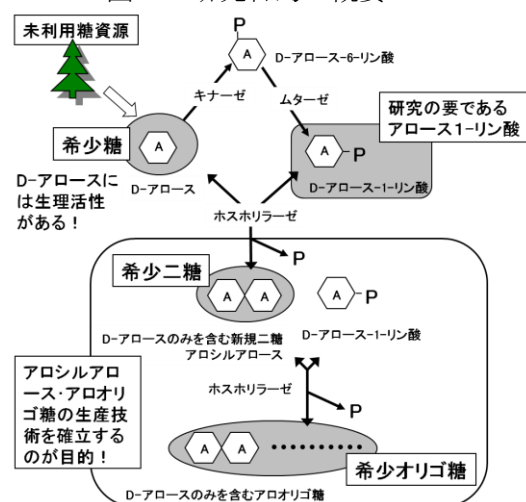 未利用糖資源
P
A
D-アロース-6-リン酸
キナーゼ
ムターゼ
研究の要である
アロース1-リン酸
希少糖
A
D-アロースに
は生理活性
がある！
D-アロース
A
P
D-アロース-1-リン酸
ホスホリラーゼ
P
希少二糖
A
A
A
P
D-アロースのみを含む新規二糖
アロシルアロース
D-アロース-1-リン酸
アロシルアロ
ース・アロオリ
ゴ糖の生産技
術を確立する
のが目的！
ホスホリラーゼ
P
A
A
希少オリゴ糖
D-アロースのみを含むアロオリゴ糖